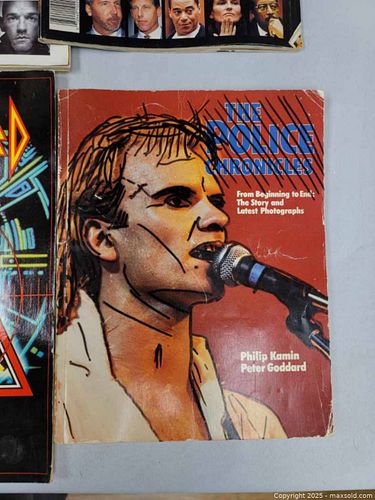 THE
POLICE
CHRONICLES
From Beginning to End:
The Story and
Latest Photographs
Philip Kamin
Peter Goddard
Copyright 2025 - maxsold.com